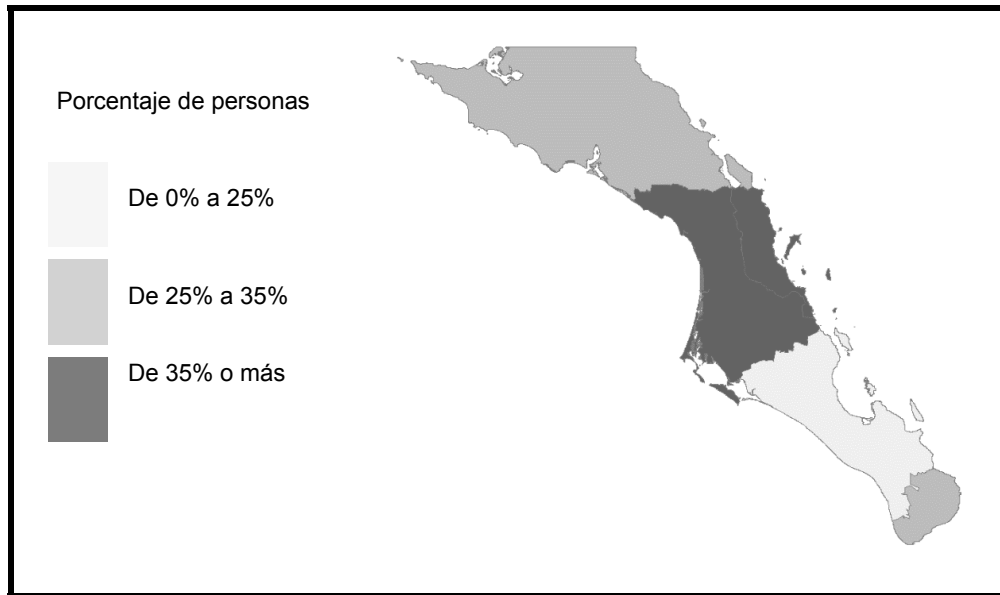 Porcentaje de personas
De 0% a 25%
De 25% a 35%
De 35% o más